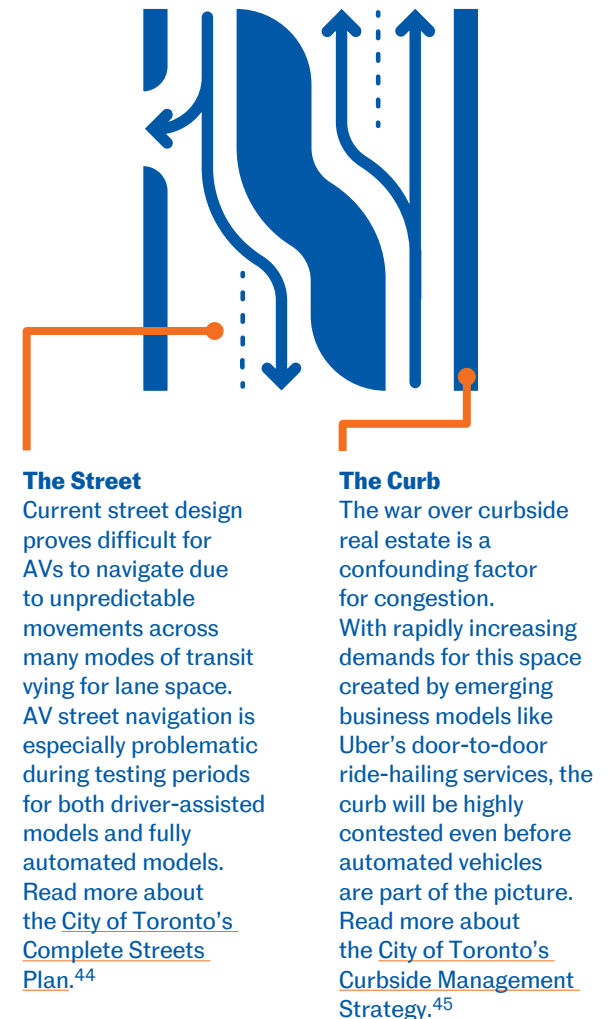 The Street
Current street design
proves difficult for
AVs to navigate due
to unpredictable
movements across
many modes of transit
vying for lane space.
AV street navigation is
especially problematic
during testing periods
for both driver-assisted
models and fully
automated models.
Read more about
the City of Toronto’s
Complete Streets
Plan.44
The Curb
The war over curbside
real estate is a
confounding factor
for congestion.
With rapidly increasing
demands for this space
created by emerging
business models like
Uber’s door-to-door
ride-hailing services, the
curb will be highly
contested even before
automated vehicles
are part of the picture.
Read more about
the City of Toronto’s
Curbside Management
Strategy.45